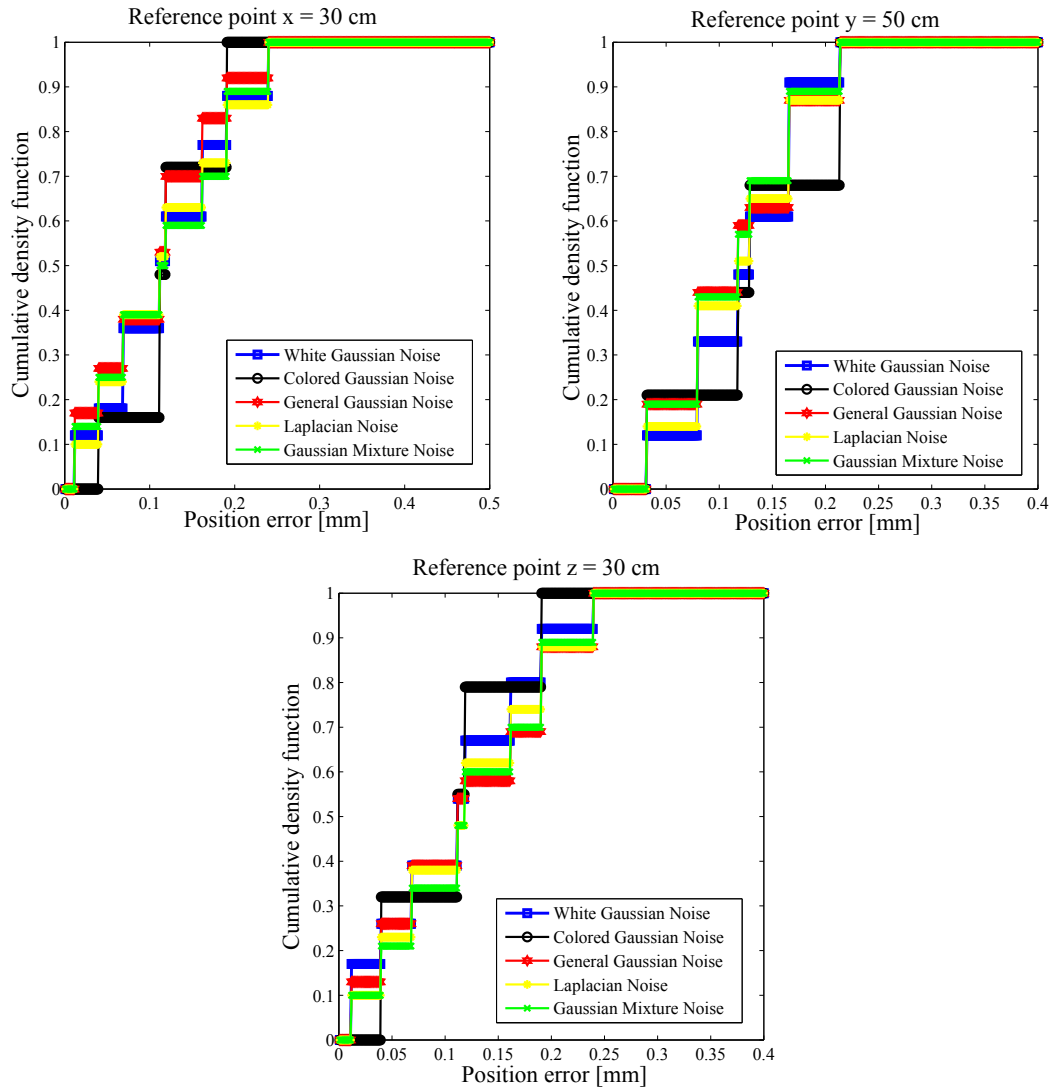 Reference point x = 30 cm
Cumulative density function
1
0.9
0.8
0.7
0.6
0.5
0.4
0.3
0.2
0.1
0
0 0.1 0.2 0.3 0.4 0.5
Position error [mm]
White Gaussian Noise
Colored Gaussian Noise
General Gaussian Noise
Laplacian Noise
Gaussian Mixture Noise
Reference point y = 50 cm
Cumulative density function
1
0.9
0.8
0.7
0.6
0.5
0.4
0.3
0.2
0.1
0
0 0.05 0.1 0.15 0.2 0.25 0.3 0.35 0.4
Position error [mm]
White Gaussian Noise
Colored Gaussian Noise
General Gaussian Noise
Laplacian Noise
Gaussian Mixture Noise
Reference point z = 30 cm
Cumulative density function
1
0.9
0.8
0.7
0.6
0.5
0.4
0.3
0.2
0.1
0
0 0.05 0.1 0.15 0.2 0.25 0.3 0.35 0.4
Position error [mm]
White Gaussian Noise
Colored Gaussian Noise
General Gaussian Noise
Laplacian Noise
Gaussian Mixture Noise